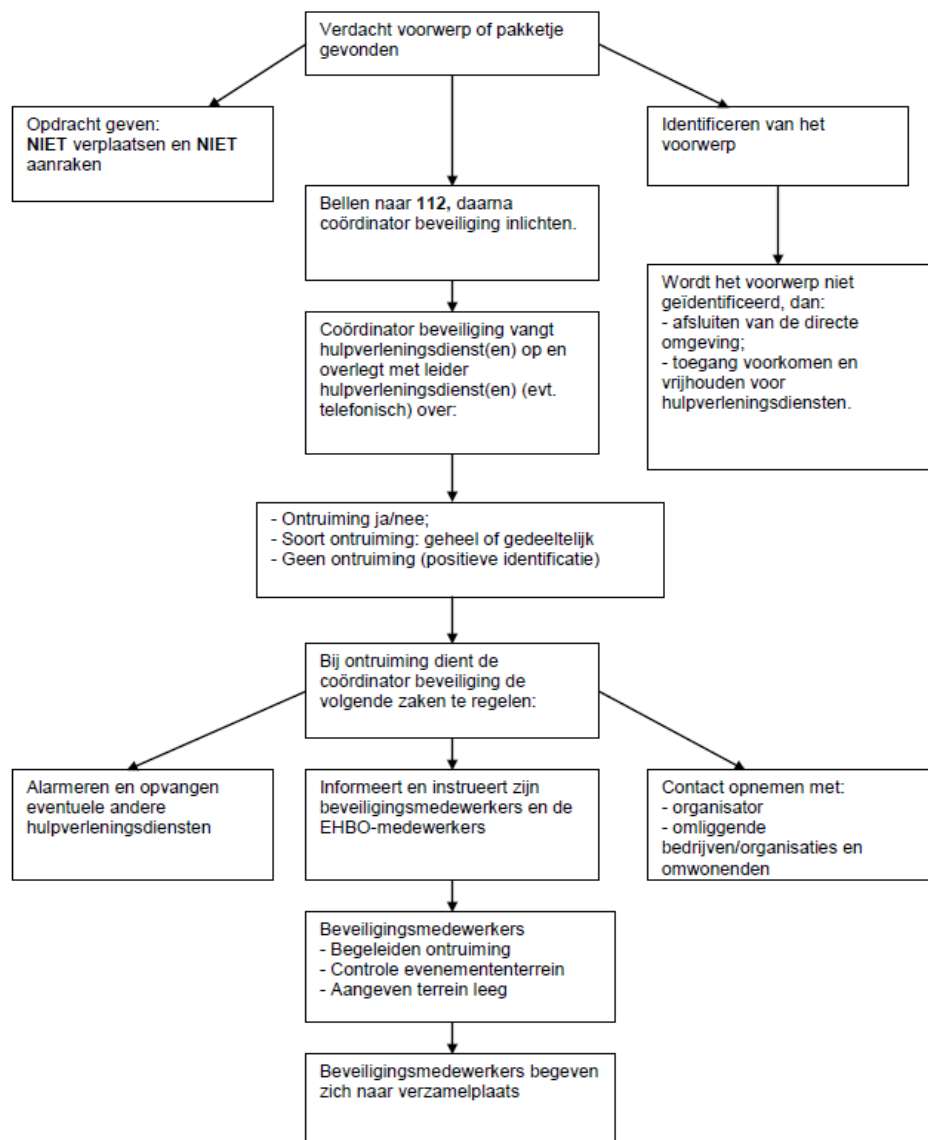 Verdacht voorwerp of pakketje
gevonden
Opdracht geven:
NIET verplaatsen en NIET
aanraken
Identificeren van het
voorwerp
Bellen naar 112, daarna
coördinator beveiliging inlichten.
Wordt het voorwerp niet
geïdentificeerd, dan:
- afsluiten van de directe
omgeving;
- toegang voorkomen en
vrijhouden voor
hulpverleningsdiensten.
Coördinator beveiliging vangt
hulpverleningsdienst(en) op en
overlegt met leider
hulpverleningsdienst(en) (evt.
telefonisch) over:
- Ontruiming ja/nee;
- Soort ontruiming: geheel of gedeeltelijk
- Geen ontruiming (positieve identificatie)
Bij ontruiming dient de
coördinator beveiliging de
volgende zaken te regelen:
Alarmeren en opvangen
eventuele andere
hulpverleningsdiensten
Informeert en instrueert zijn
beveiligingsmedewerkers en de
EHBO-medewerkers
Contact opnemen met:
- organisator
- omliggende
bedrijven/organisaties en
omwonenden
Beveiligingsmedewerkers
- Begeleiden ontruiming
- Controle evenemententerrein
- Aangeven terrein leeg
Beveiligingsmedewerkers begeven
zich naar verzamelplaats